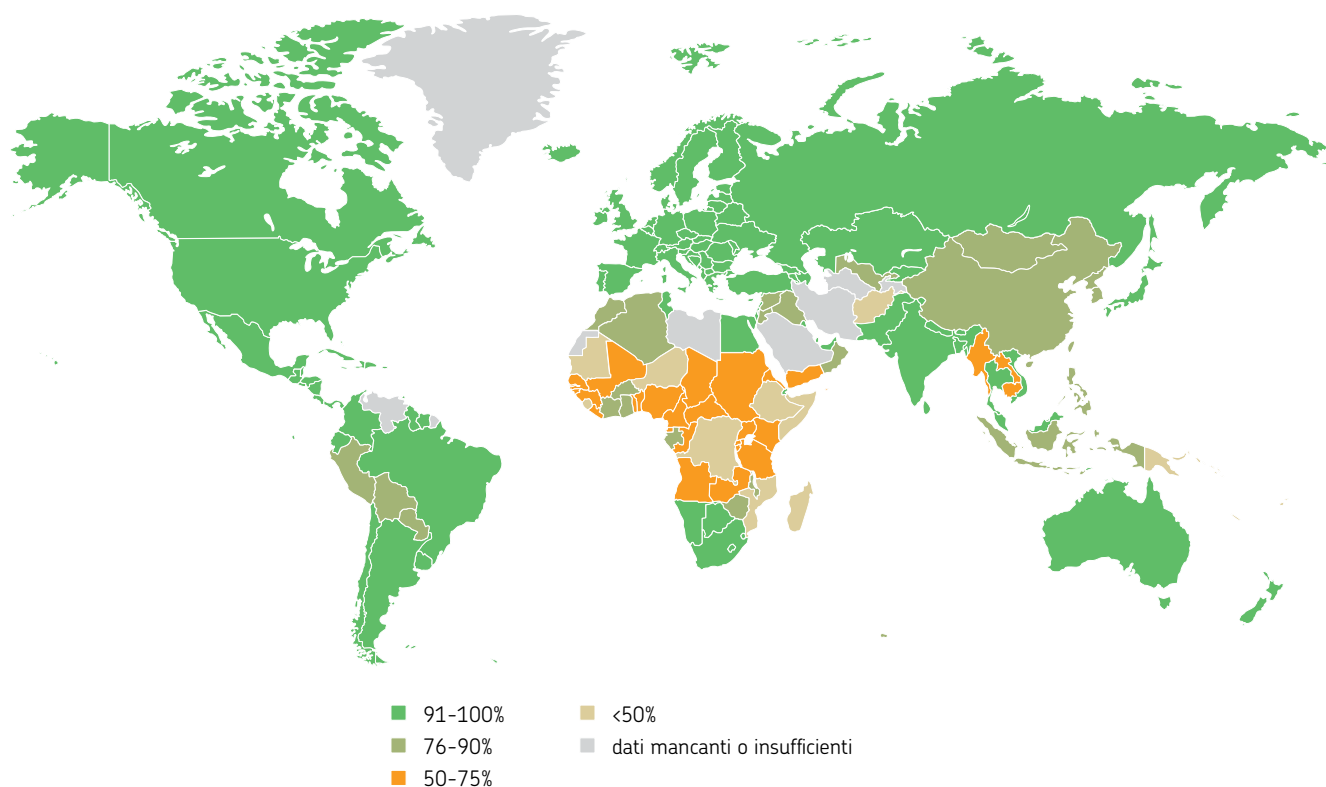 91-100%
76-90%
50-75%
<50%
dati mancanti o insufficienti